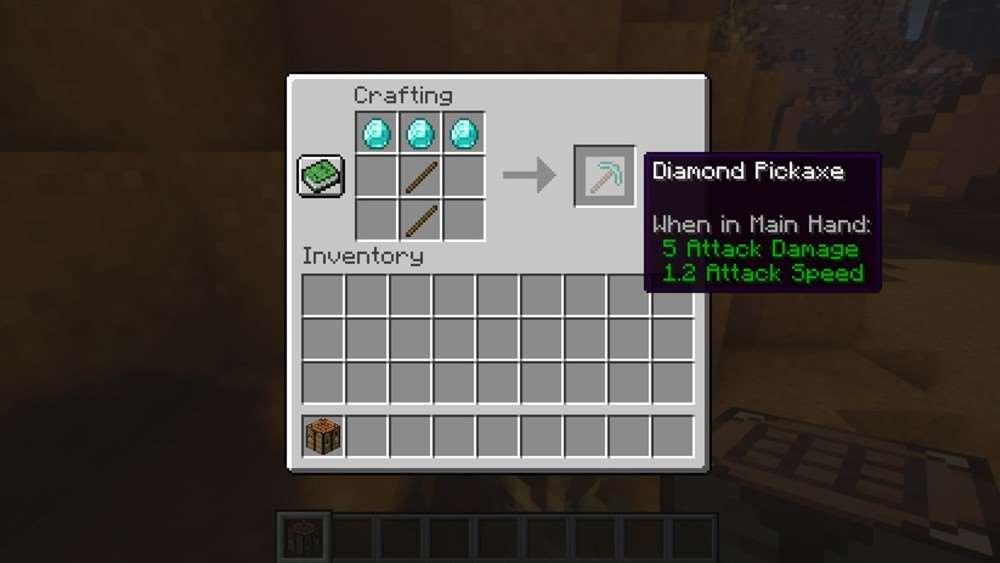 Crafting
Diamond Pickaxe
When in Main Hand:
5 Attack Damage
1.2 Attack Speed
Inventory